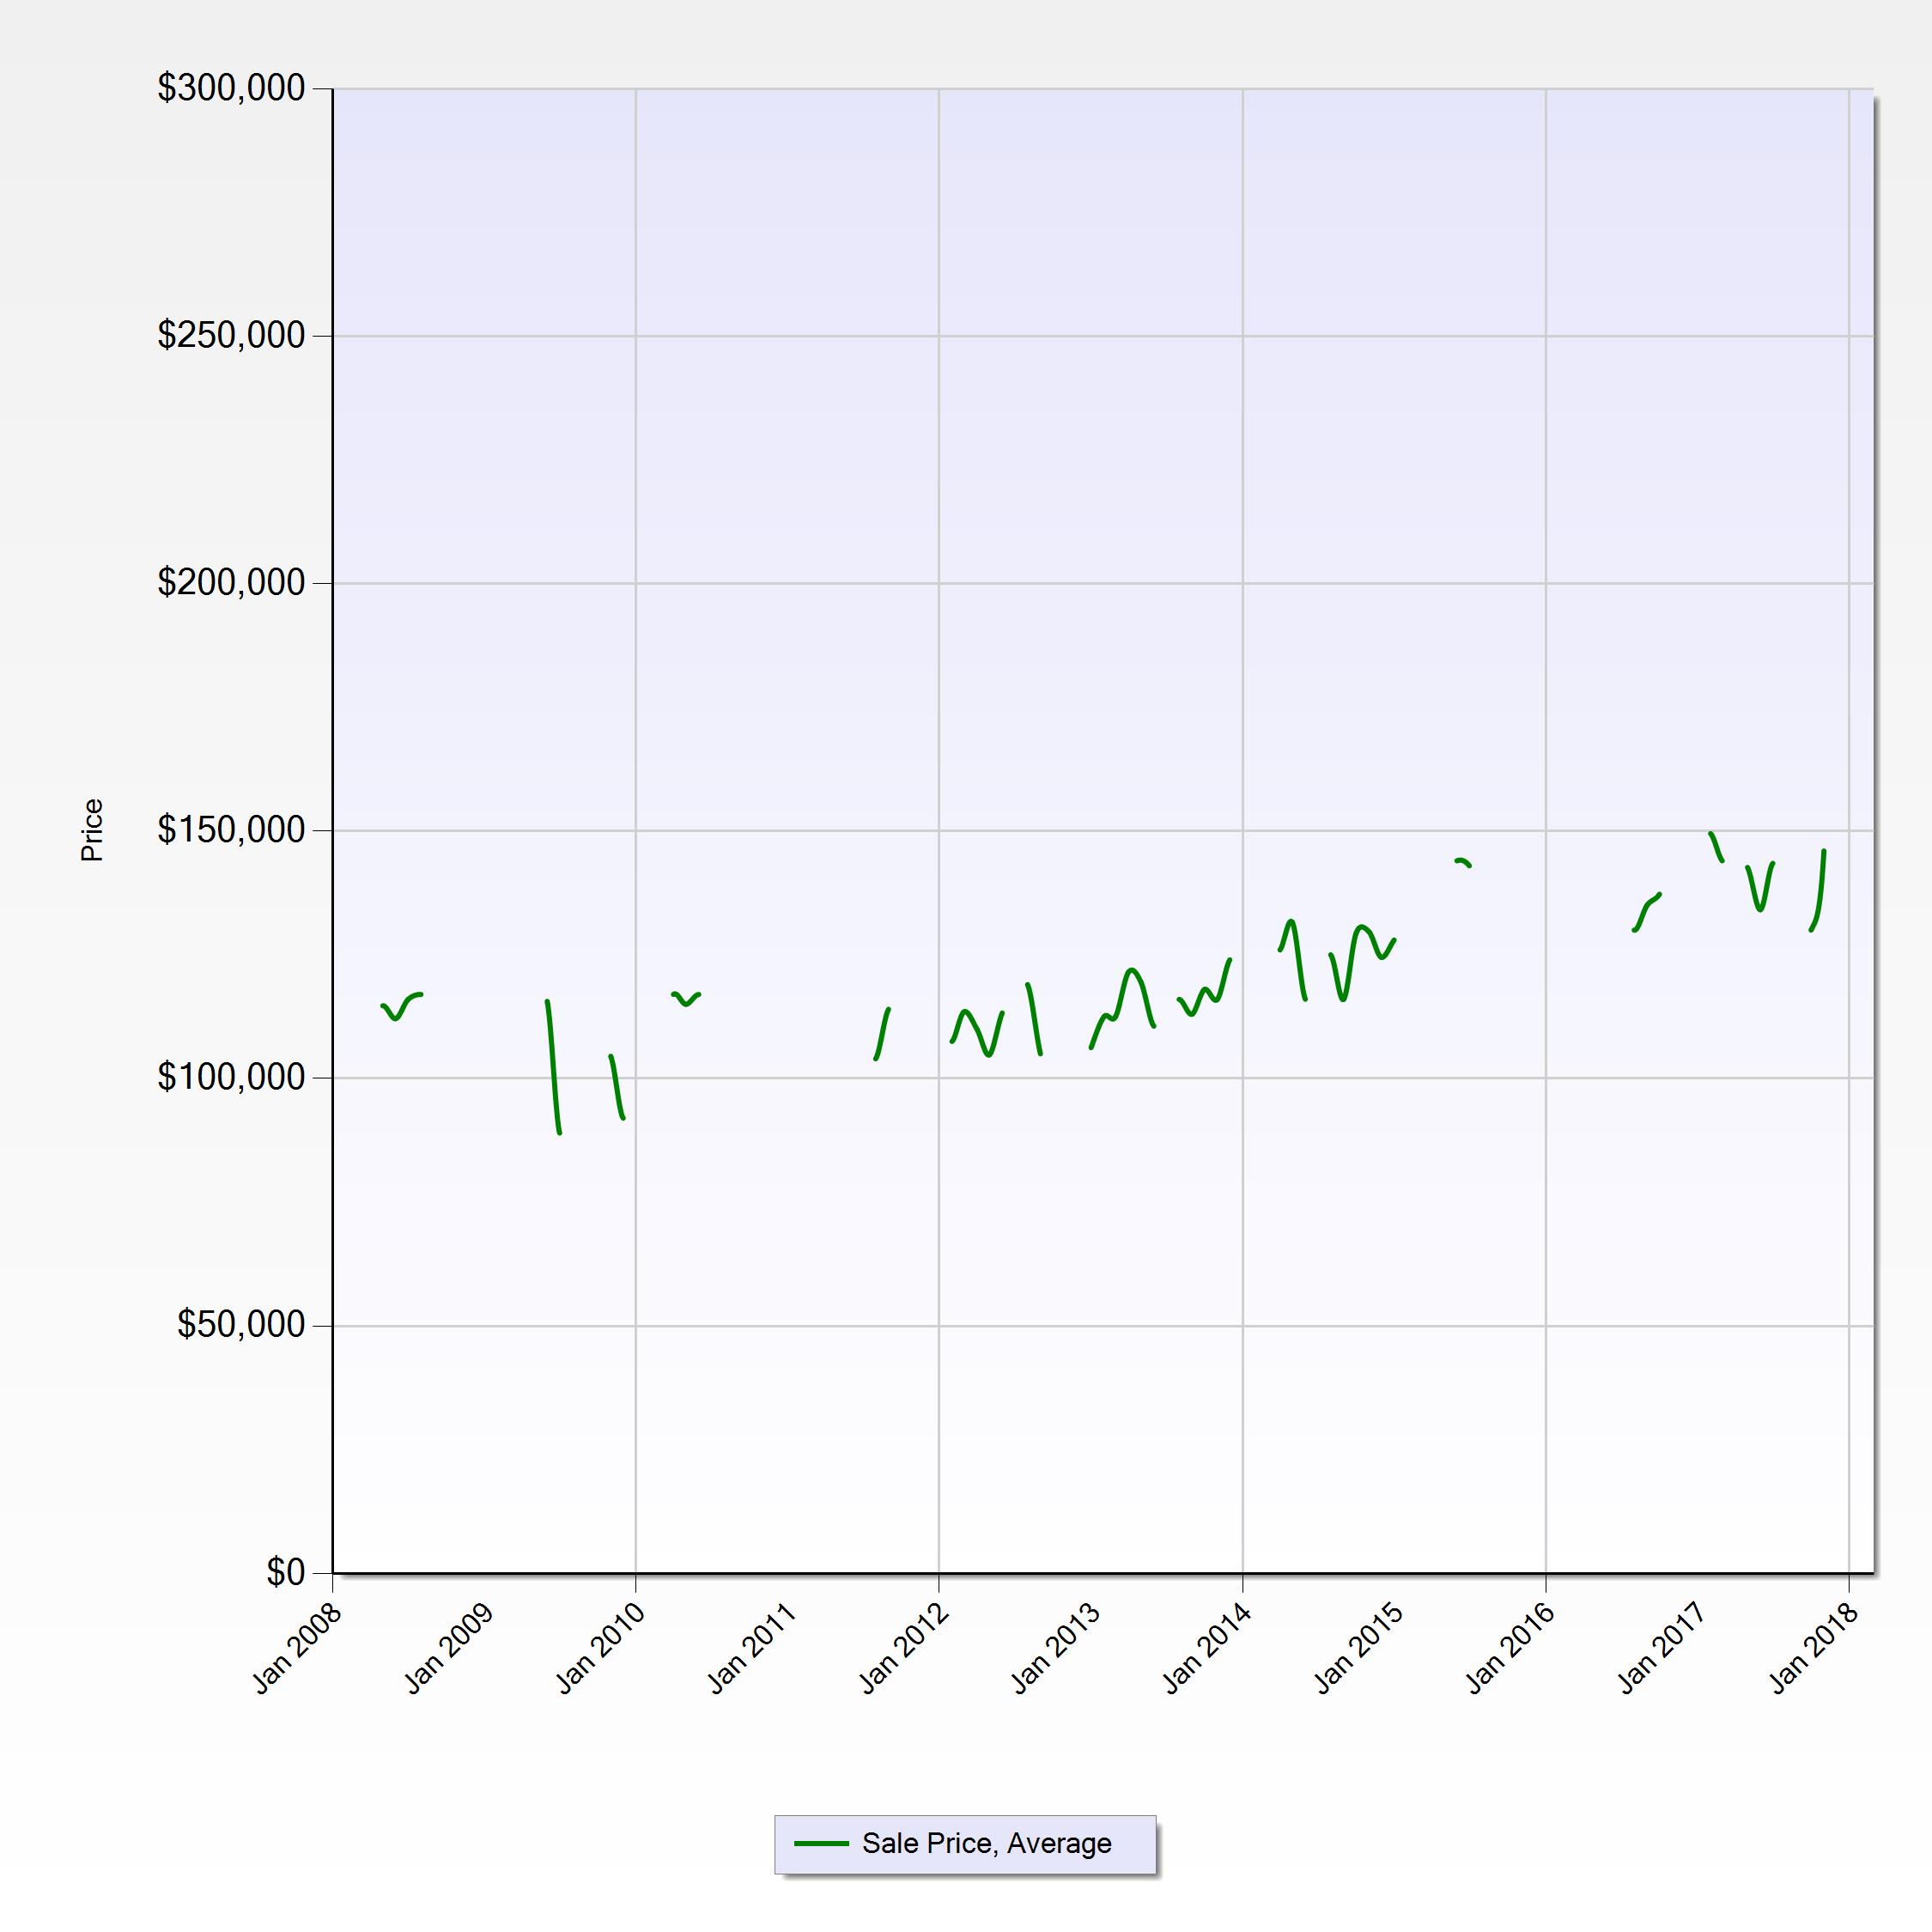 $300,000
$250,000
$200,000
$150,000
$100,000
$50,000
$0
Price
Jan 2008
Jan 2009
Jan 2010
Jan 2011
Jan 2012
Jan 2013
Jan 2014
Jan 2015
Jan 2016
Jan 2017
Jan 2018
Sale Price, Average